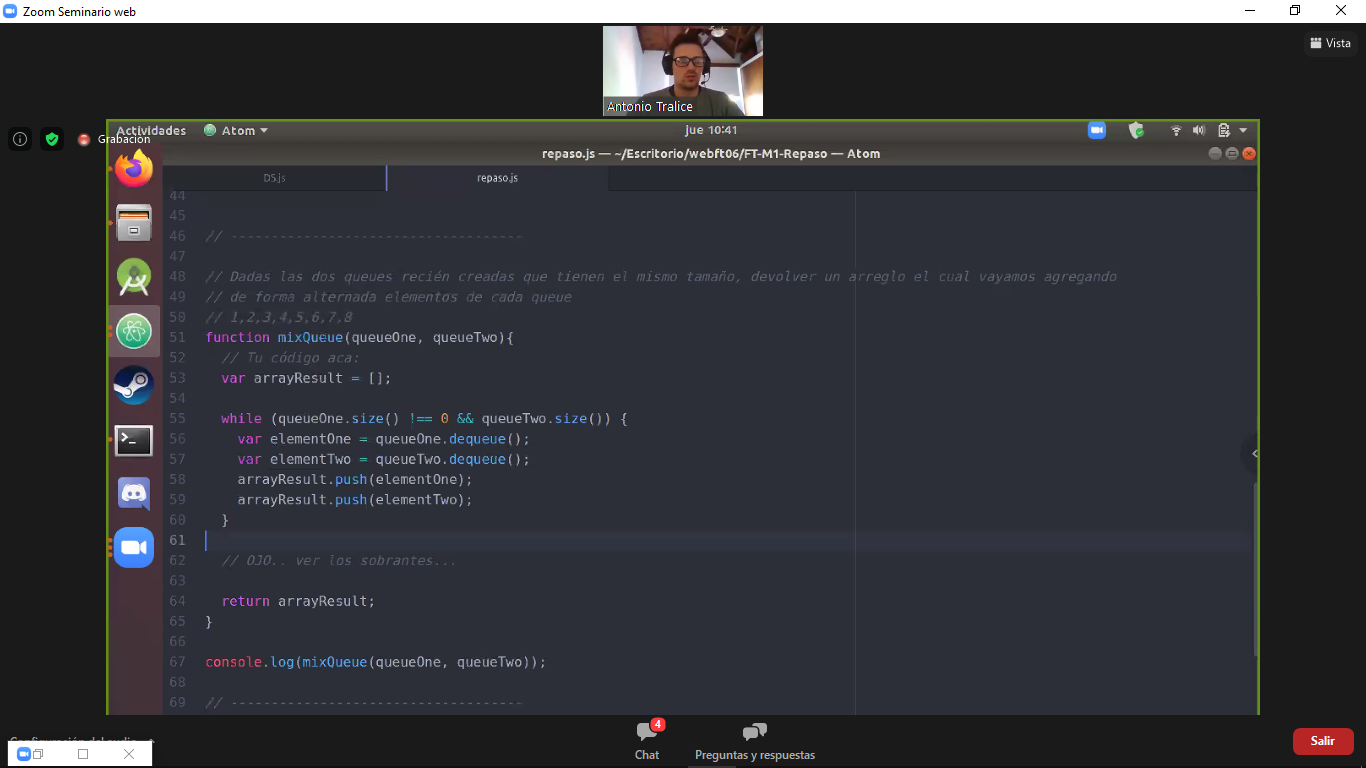 Zoom Seminario web
Vista
Antonio Tralice
Grabación
Actividades
Atom
jue 10:41
repaso.js — ~/Escritorio/webft06/FT-M1-Repaso — Atom
D5.js
repaso.js
44
45
46 // ------------------------------------
47
48 // Dadas las dos queues recién creadas que tienen el mismo tamaño, devolver un arreglo el cual vayamos agregando
49 // de forma alternada elementos de cada queue
50 // 1,2,3,4,5,6,7,8
51 function mixQueue(queueOne, queueTwo){
52 // Tu código aca:
53 var arrayResult = [];
54
55 while (queueOne.size() !== 0 && queueTwo.size()) {
56 var elementOne = queueOne.dequeue();
57 var elementTwo = queueTwo.dequeue();
58 arrayResult.push(elementOne);
59 arrayResult.push(elementTwo);
60 }
61
62 // OJO.. ver los sobrantes...
63
64 return arrayResult;
65 }
66
67 console.log(mixQueue(queueOne, queueTwo));
68
69 // ------------------------------------
4
Chat
Preguntas y respuestas
Salir